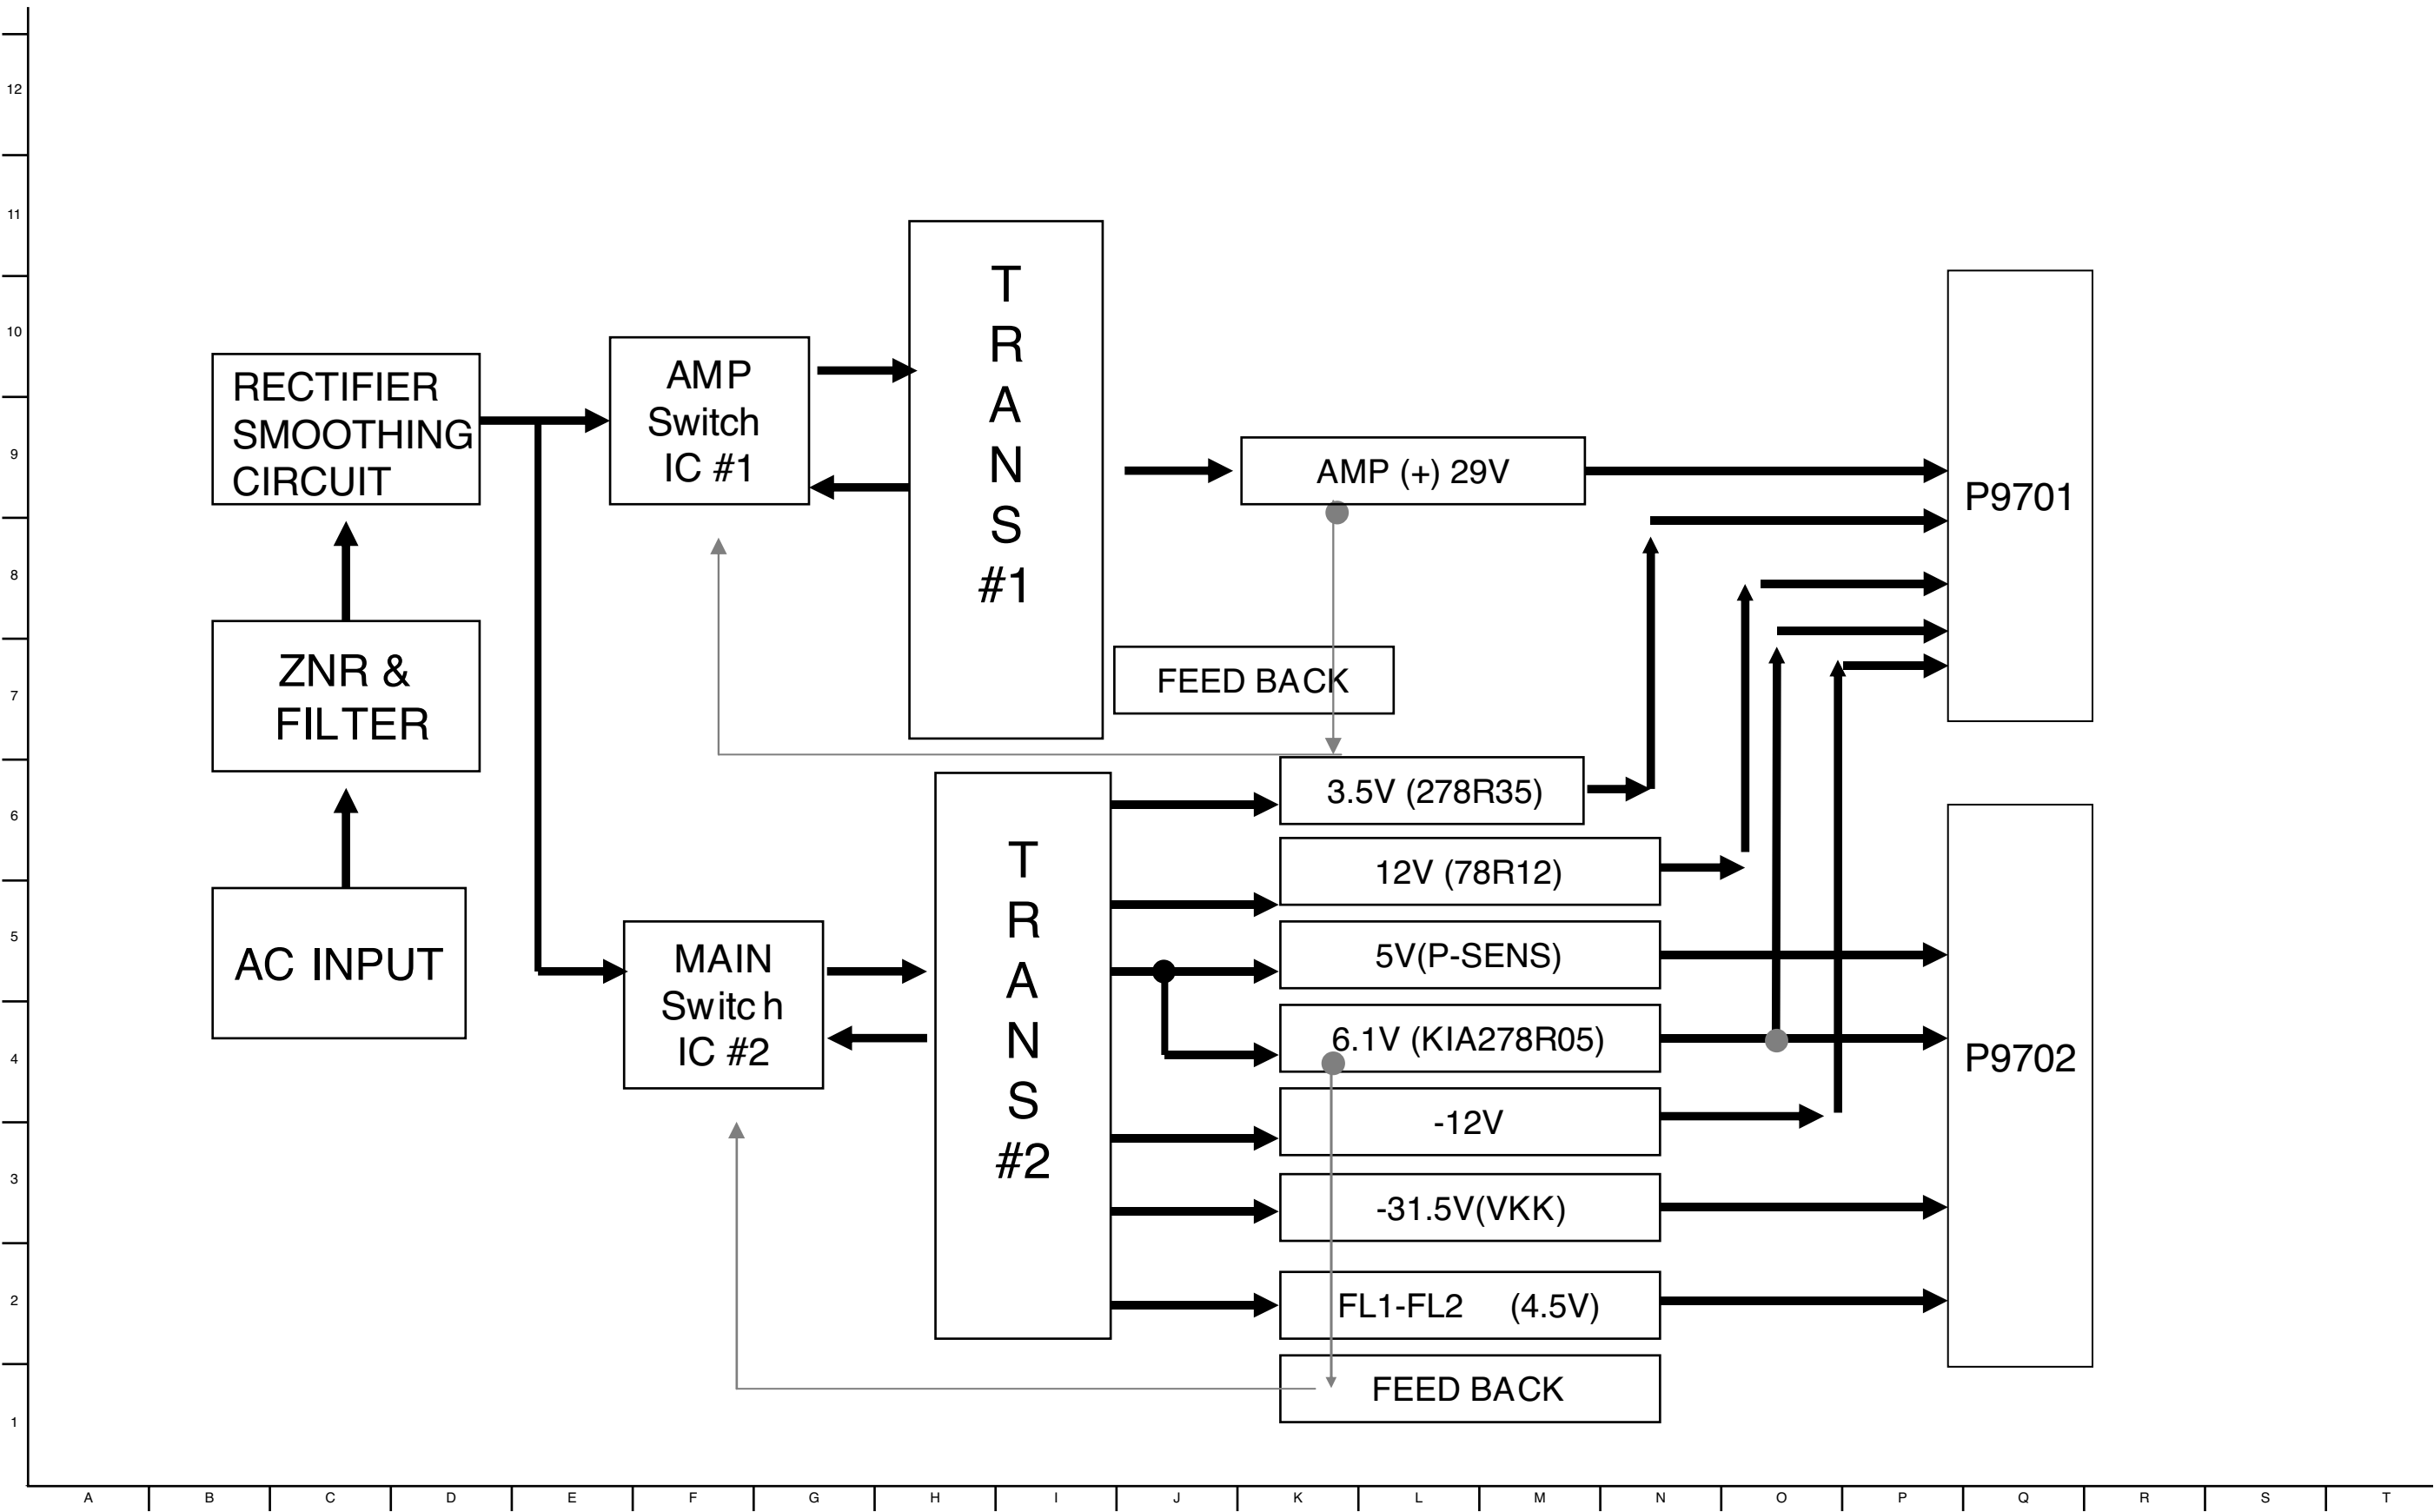 12
11
10
9
8
7
6
5
4
3
2
1
RECTIFIER
SMOOTHING
CIRCUIT
ZNR &
FILTER
AC INPUT
AMP
Switch
IC #1
MAIN
Switch
IC #2
T
R
A
N
S
#1
T
R
A
N
S
#2
AMP (+) 29V
FEED BACK
3.5V (278R35)
12V (78R12)
5V(P-SENS)
6.1V (KIA278R05)
-12V
-31.5V(VKK)
FL1-FL2 (4.5V)
FEED BACK
P9701
P9702
A B C D E F G H I J K L M N O P Q R S T